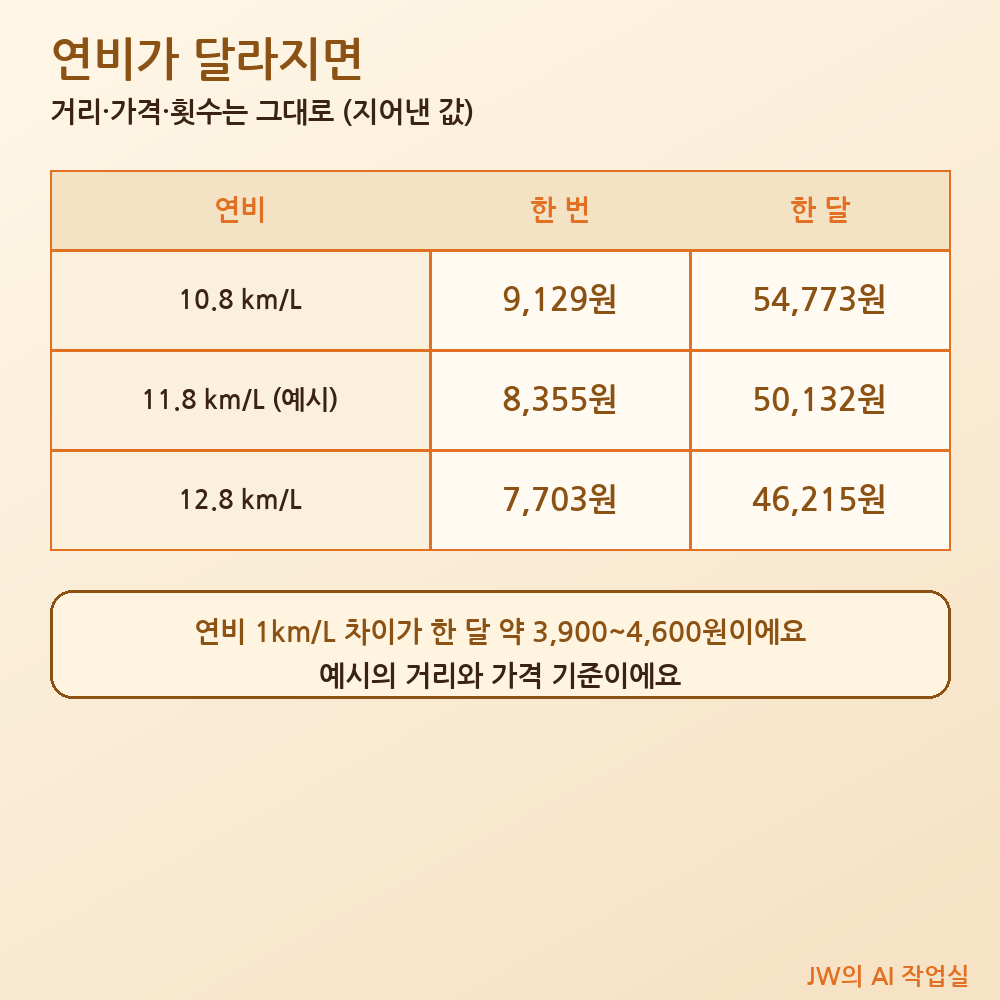 연비가 달라지면
거리·가격·횟수는 그대로 (지어낸 값)
연비 한 번 한 달
10.8 km/L 9,129원 54,773원
11.8 km/L (예시) 8,355원 50,132원
12.8 km/L 7,703원 46,215원
연비 1km/L 차이가 한 달 약 3,900~4,600원이에요
예시의 거리와 가격 기준이에요
JW의 AI 작업실